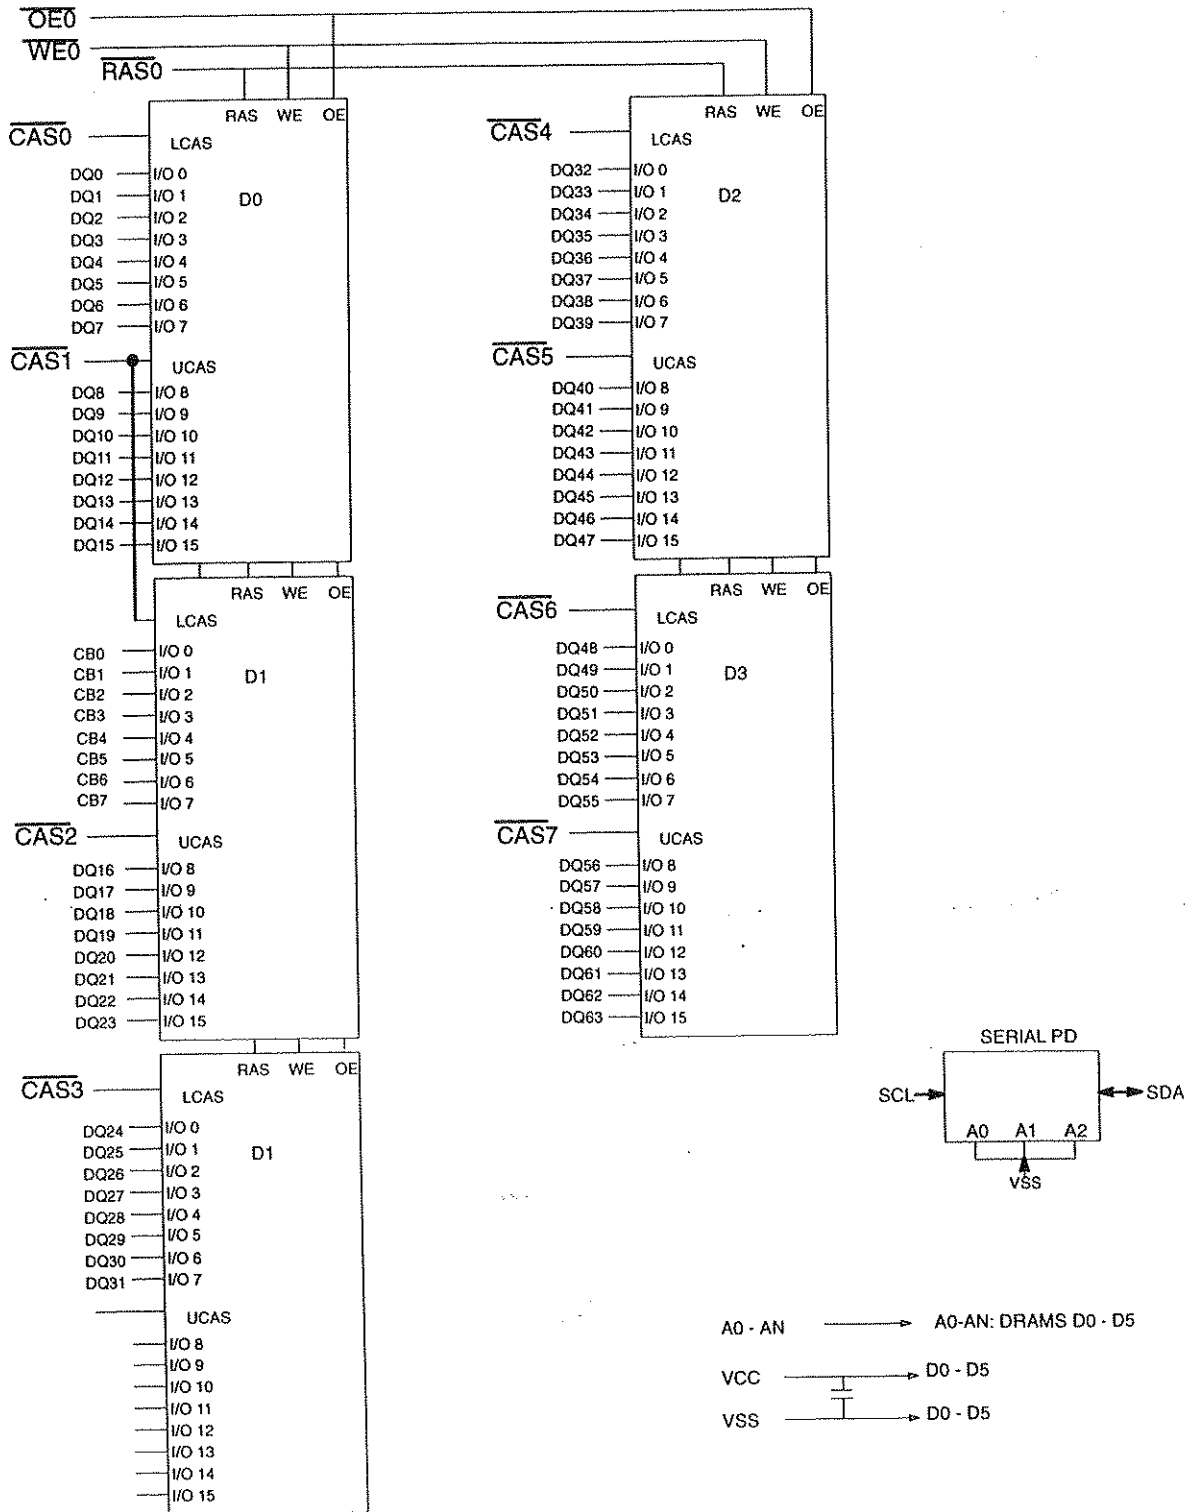 OE0
WE0
RAS0
RAS WE OE
CAS0
LCAS
D0
DQ0 I/O 0
DQ1 I/O 1
DQ2 I/O 2
DQ3 I/O 3
DQ4 I/O 4
DQ5 I/O 5
DQ6 I/O 6
DQ7 I/O 7
CAS1
UCAS
DQ8 I/O 8
DQ9 I/O 9
DQ10 I/O 10
DQ11 I/O 11
DQ12 I/O 12
DQ13 I/O 13
DQ14 I/O 14
DQ15 I/O 15
RAS WE OE
LCAS
D1
CB0 I/O 0
CB1 I/O 1
CB2 I/O 2
CB3 I/O 3
CB4 I/O 4
CB5 I/O 5
CB6 I/O 6
CB7 I/O 7
CAS2
UCAS
DQ16 I/O 8
DQ17 I/O 9
DQ18 I/O 10
DQ19 I/O 11
DQ20 I/O 12
DQ21 I/O 13
DQ22 I/O 14
DQ23 I/O 15
RAS WE OE
CAS3
LCAS
D1
DQ24 I/O 0
DQ25 I/O 1
DQ26 I/O 2
DQ27 I/O 3
DQ28 I/O 4
DQ29 I/O 5
DQ30 I/O 6
DQ31 I/O 7
UCAS
I/O 8
I/O 9
I/O 10
I/O 11
I/O 12
I/O 13
I/O 14
I/O 15
RAS WE OE
CAS4
LCAS
D2
DQ32 I/O 0
DQ33 I/O 1
DQ34 I/O 2
DQ35 I/O 3
DQ36 I/O 4
DQ37 I/O 5
DQ38 I/O 6
DQ39 I/O 7
CAS5
UCAS
DQ40 I/O 8
DQ41 I/O 9
DQ42 I/O 10
DQ43 I/O 11
DQ44 I/O 12
DQ45 I/O 13
DQ46 I/O 14
DQ47 I/O 15
RAS WE OE
CAS6
LCAS
D3
DQ48 I/O 0
DQ49 I/O 1
DQ50 I/O 2
DQ51 I/O 3
DQ52 I/O 4
DQ53 I/O 5
DQ54 I/O 6
DQ55 I/O 7
CAS7
UCAS
DQ56 I/O 8
DQ57 I/O 9
DQ58 I/O 10
DQ59 I/O 11
DQ60 I/O 12
DQ61 I/O 13
DQ62 I/O 14
DQ63 I/O 15
SERIAL PD
SCL SDA
A0 A1 A2
VSS
A0 - AN A0-AN: DRAMS D0 - D5
VCC D0 - D5
VSS D0 - D5